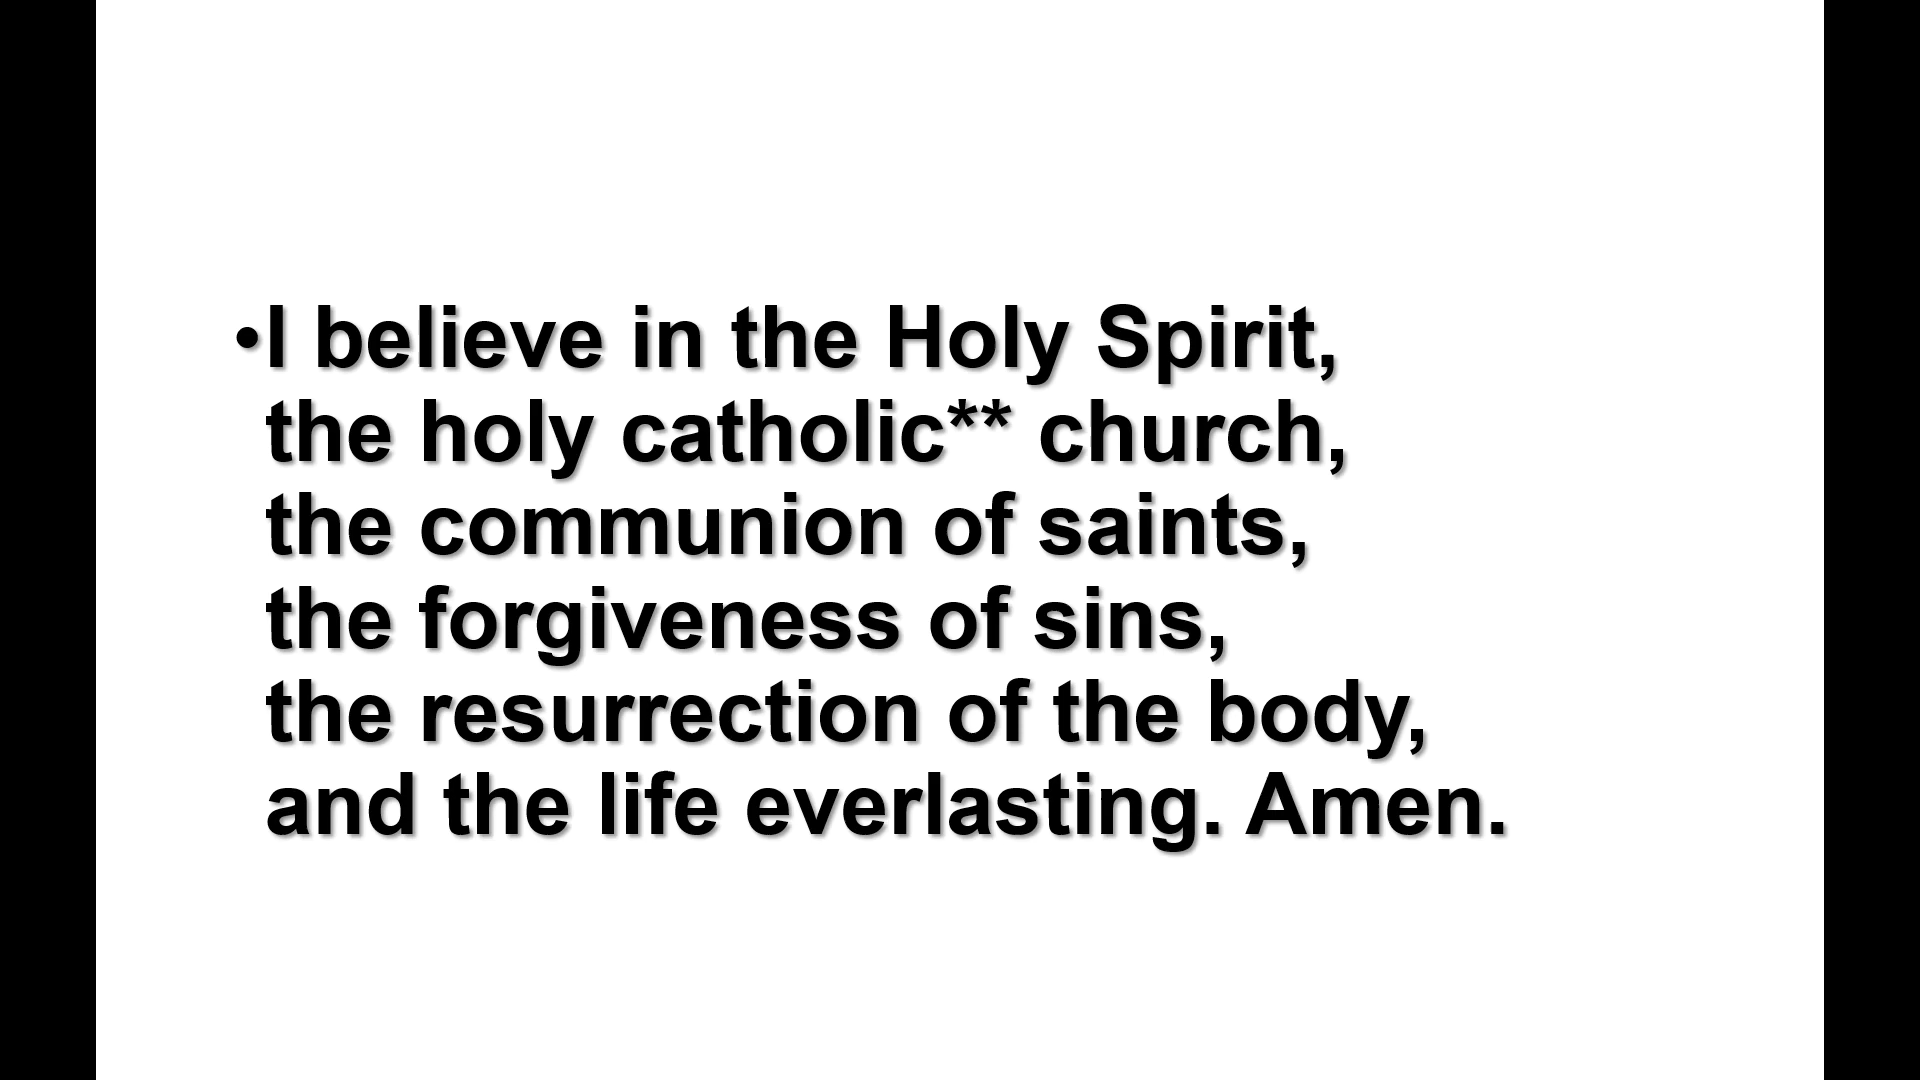 •I believe in the Holy Spirit,
the holy catholic** church,
the communion of saints,
the forgiveness of sins,
the resurrection of the body,
and the life everlasting. Amen.